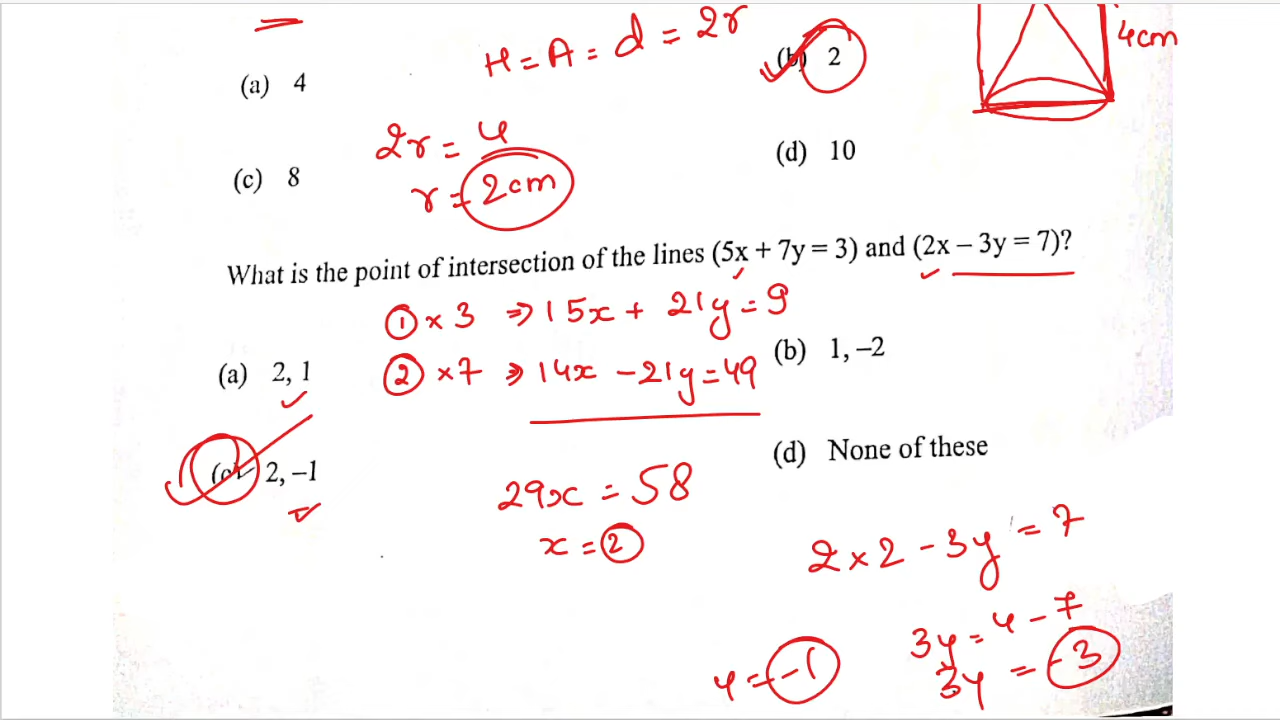 H = A = d = 2r
(b) 2
4cm
(a) 4
2r = 4
(d) 10
(c) 8
r = 2cm
What is the point of intersection of the lines (5x + 7y = 3) and (2x – 3y = 7)?
① × 3 ⇒ 15x + 21y = 9
(a) 2, 1
② × 7 ⇒ 14x – 21y = 49
(b) 1, –2
(c) 2, –1
29x = 58
(d) None of these
x = 2
2 × 2 – 3y = 7
3y = 4 – 7
3y = –3
y = –1